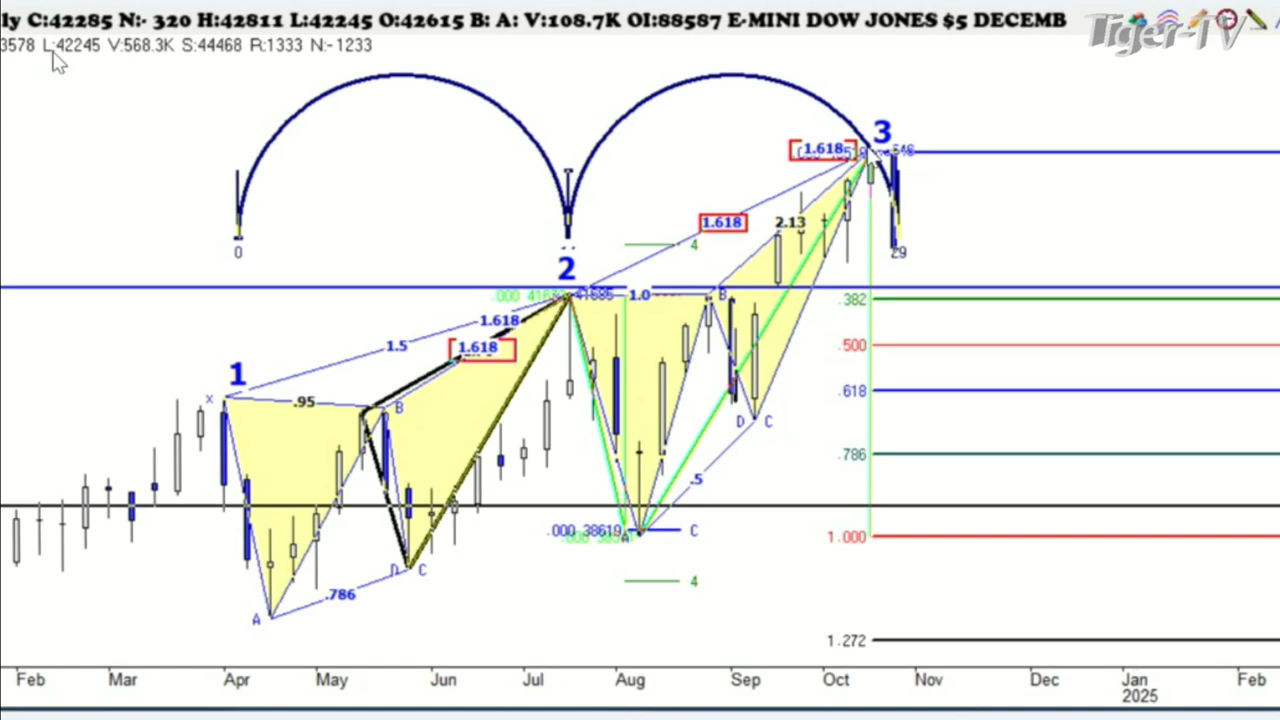 ly C:42285 N:- 320 H:42811 L:42245 O:42615 B: A: V:108.7K OI:88587 E-MINI DOW JONES $5 DECEMB
Tiger-TV
3578 L:42245 V:568.3K S:44468 R:1333 N:-1233
3
1.618
1.618
2.13
4
0
29
2
.000
41685
1.0
B
.382
1.618
1.5
1.618
.500
1
x
.95
B
.618
D C
.786
.5
.000 38619
A
C
1.000
D C
4
.786
A
1.272
Feb Mar Apr May Jun Jul Aug Sep Oct Nov Dec Jan Feb
2025